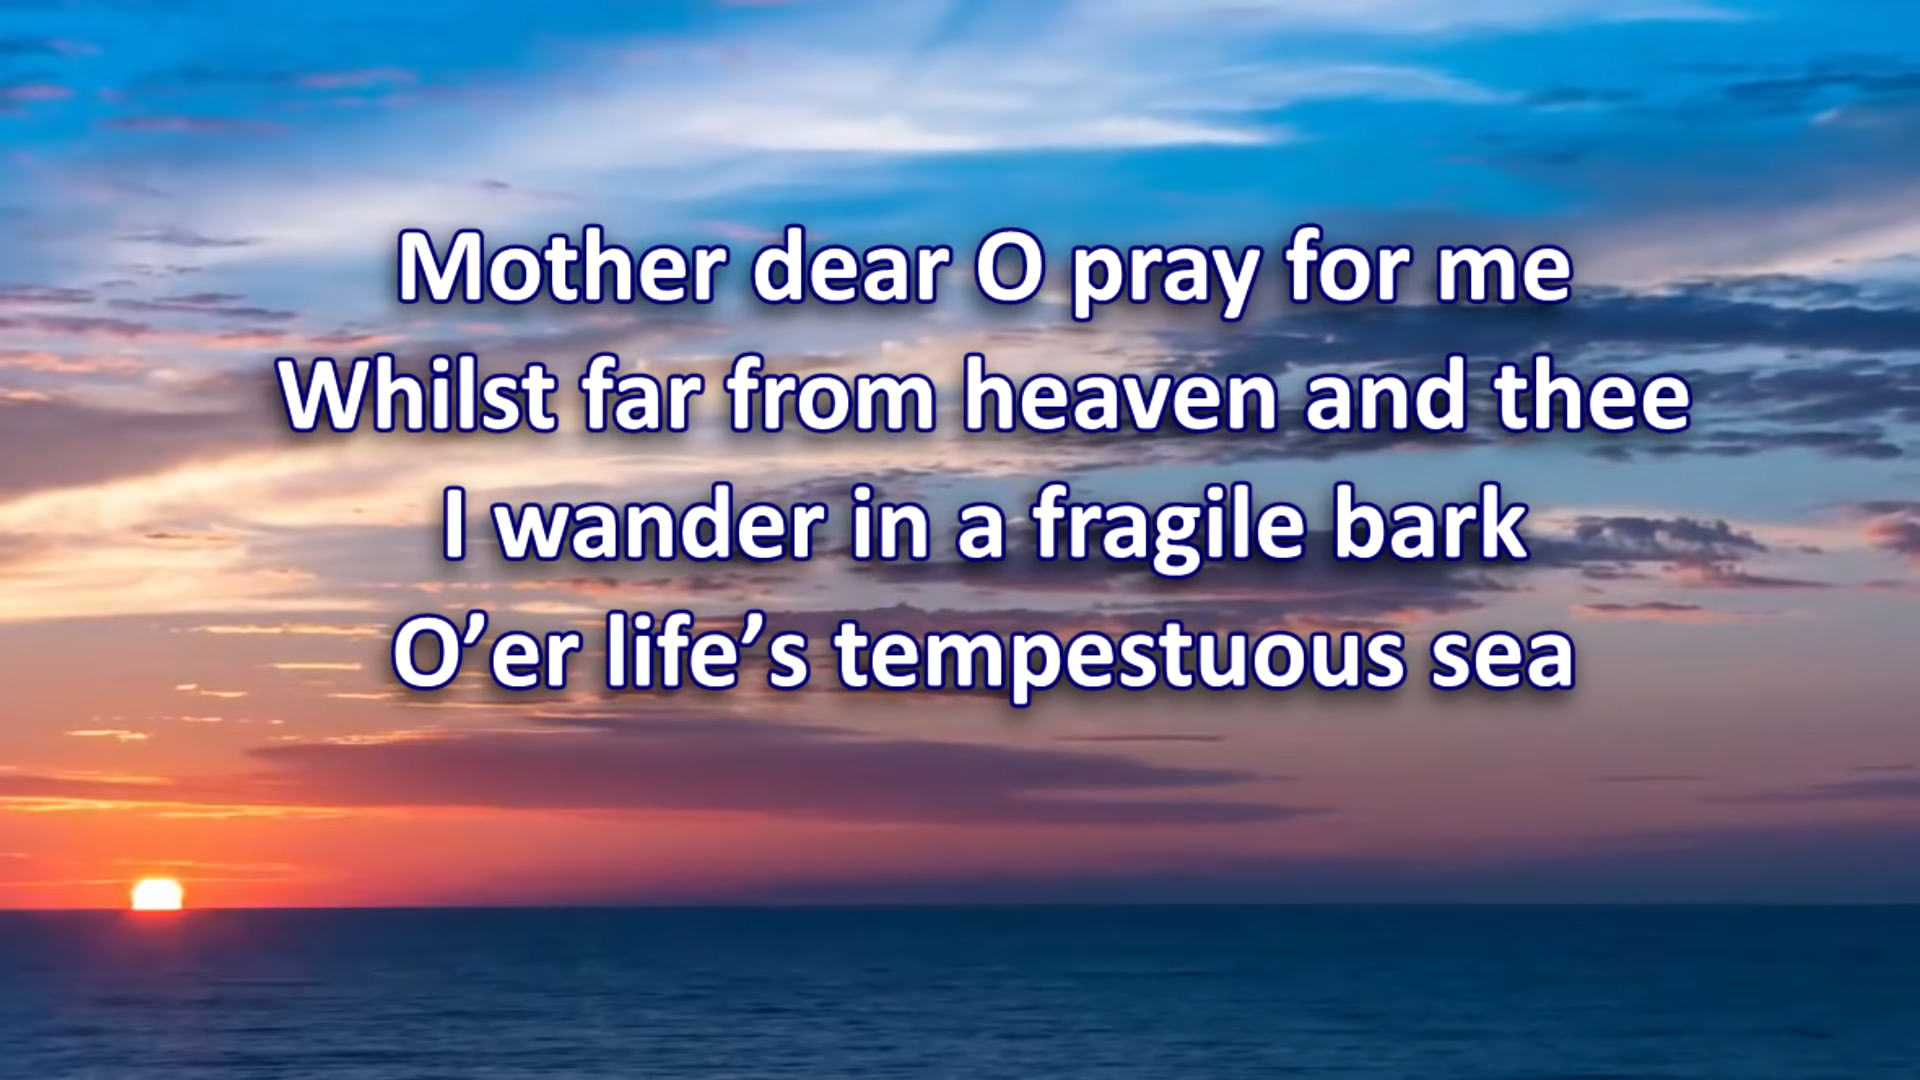 Mother dear O pray for me
Whilst far from heaven and thee
I wander in a fragile bark
O’er life’s tempestuous sea